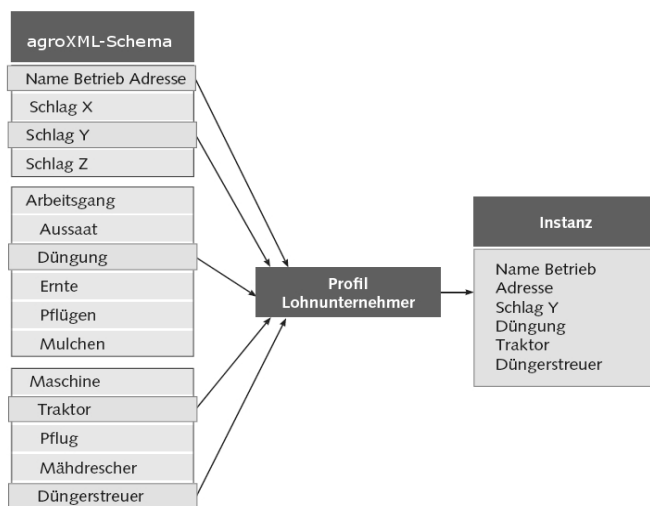 agroXML-Schema
Name Betrieb Adresse
Schlag X
Schlag Y
Schlag Z
Arbeitsgang
Aussaat
Düngung
Ernte
Pflügen
Mulchen
Maschine
Traktor
Pflug
Mähdrescher
Düngerstreuer
Profil
Lohnunternehmer
Instanz
Name Betrieb
Adresse
Schlag Y
Düngung
Traktor
Düngerstreuer